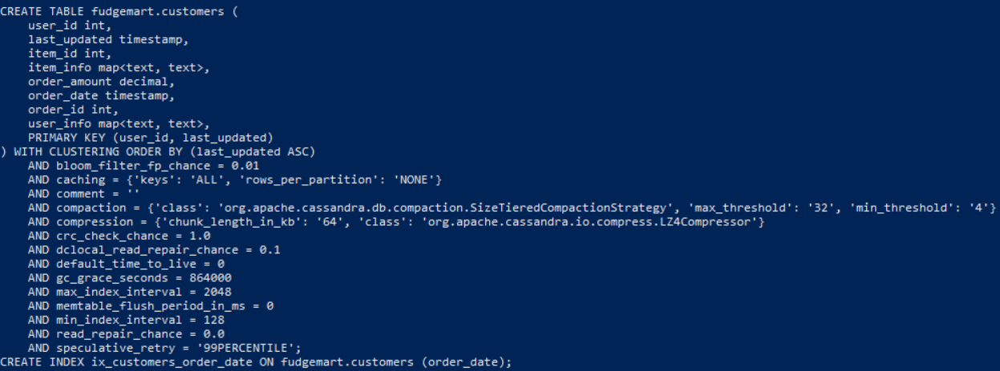 CREATE TABLE fudgemart.customers (
    user_id int,
    last_updated timestamp,
    item_id int,
    item_info map<text, text>,
    order_amount decimal,
    order_date timestamp,
    order_id int,
    user_info map<text, text>,
    PRIMARY KEY (user_id, last_updated)
) WITH CLUSTERING ORDER BY (last_updated ASC)
    AND bloom_filter_fp_chance = 0.01
    AND caching = {'keys': 'ALL', 'rows_per_partition': 'NONE'}
    AND comment = ''
    AND compaction = {'class': 'org.apache.cassandra.db.compaction.SizeTieredCompactionStrategy', 'max_threshold': '32', 'min_threshold': '4'}
    AND compression = {'chunk_length_in_kb': '64', 'class': 'org.apache.cassandra.io.compress.LZ4Compressor'}
    AND crc_check_chance = 1.0
    AND dclocal_read_repair_chance = 0.1
    AND default_time_to_live = 0
    AND gc_grace_seconds = 864000
    AND max_index_interval = 2048
    AND memtable_flush_period_in_ms = 0
    AND min_index_interval = 128
    AND read_repair_chance = 0.0
    AND speculative_retry = '99PERCENTILE';
CREATE INDEX ix_customers_order_date ON fudgemart.customers (order_date);